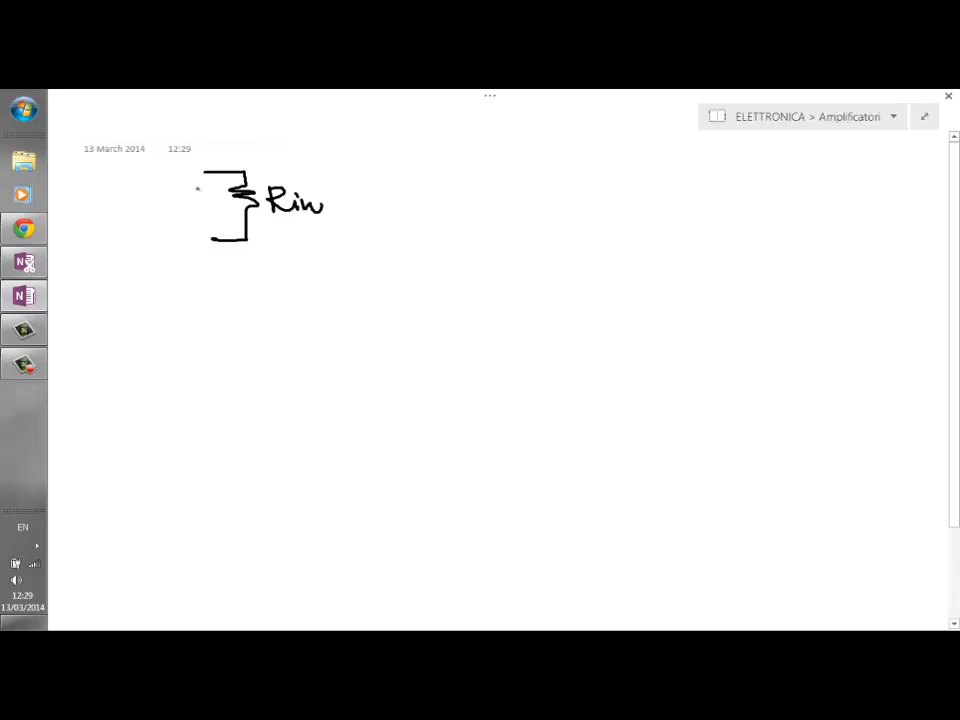 ELETTRONICA > Amplificatori
13 March 2014 12:29
Rin
EN
12:29
13/03/2014